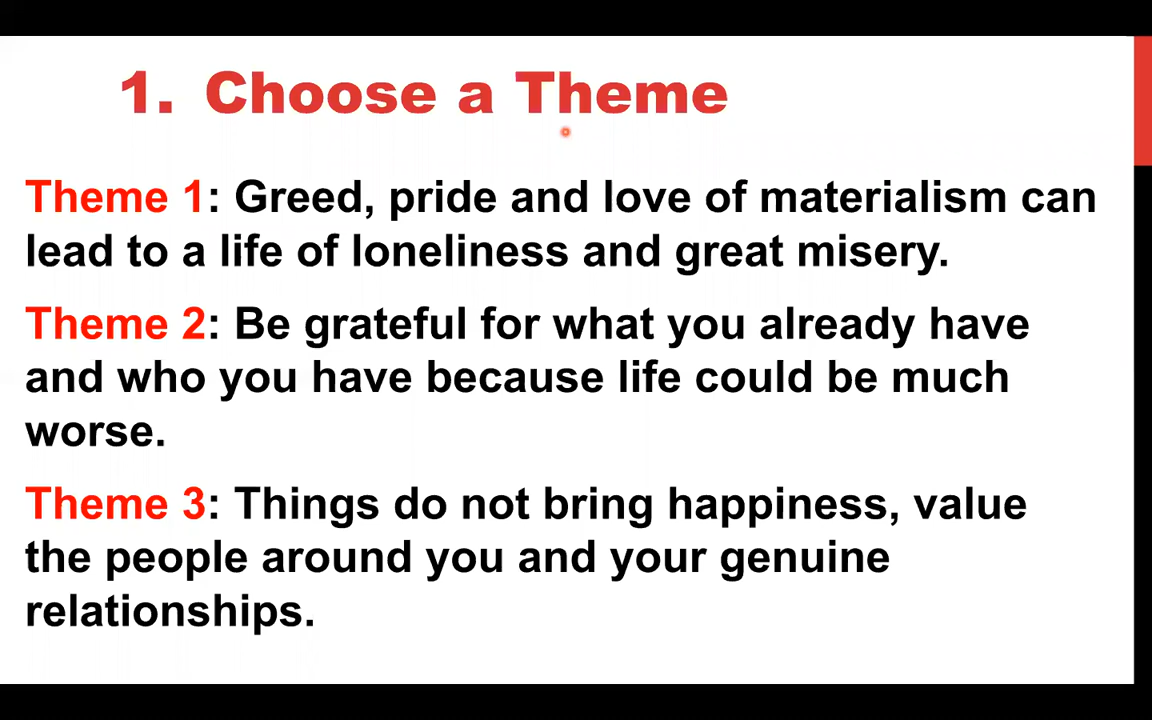 1. Choose a Theme
Theme 1: Greed, pride and love of materialism can
lead to a life of loneliness and great misery.
Theme 2: Be grateful for what you already have
and who you have because life could be much
worse.
Theme 3: Things do not bring happiness, value
the people around you and your genuine
relationships.